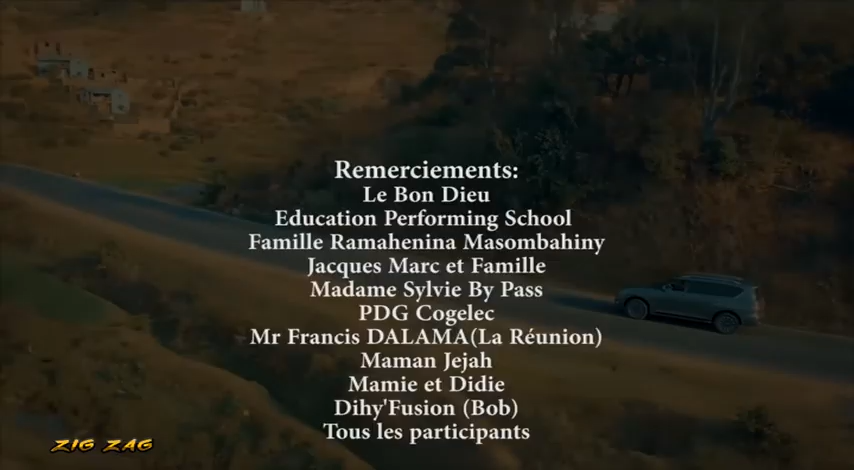 Remerciements:
Le Bon Dieu
Education Performing School
Famille Ramahenina Masombahiny
Jacques Marc et Famille
Madame Sylvie By Pass
PDG Cogelec
Mr Francis DALAMA(La Réunion)
Maman Jejah
Mamie et Didie
Dihy'Fusion (Bob)
Tous les participants
ZIG ZAG